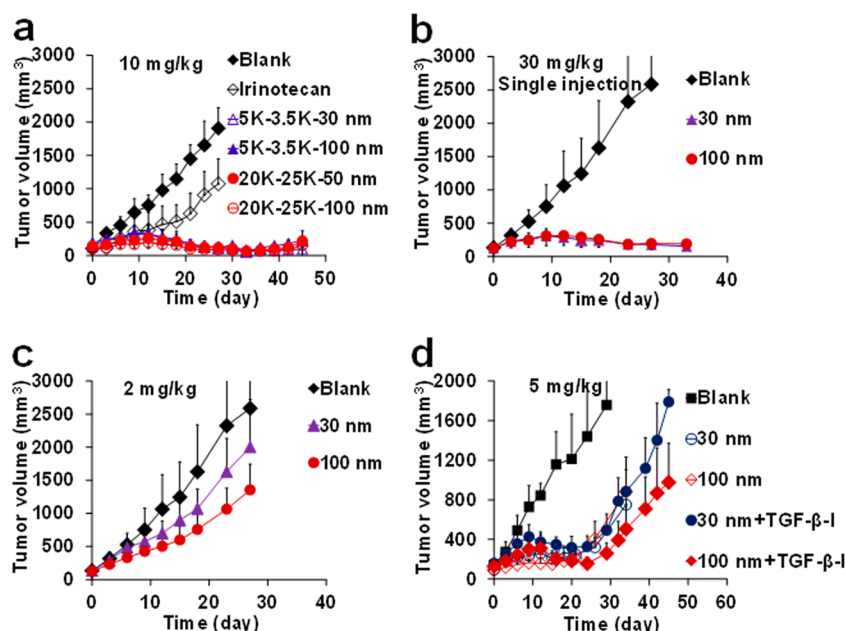 a
10 mg/kg
Tumor volume (mm³)
3000
2500
2000
1500
1000
500
0
0 10 20 30 40 50
Time (day)
Blank
Irinotecan
5K-3.5K-30 nm
5K-3.5K-100 nm
20K-25K-50 nm
20K-25K-100 nm
b
30 mg/kg
Single injection
Tumor volume (mm³)
3000
2500
2000
1500
1000
500
0
0 10 20 30 40
Time (day)
Blank
30 nm
100 nm
c
2 mg/kg
Tumor volume (mm³)
3000
2500
2000
1500
1000
500
0
0 10 20 30 40
Time (day)
Blank
30 nm
100 nm
d
5 mg/kg
Tumor volume (mm³)
2000
1600
1200
800
400
0
0 10 20 30 40 50 60
Time (day)
Blank
30 nm
100 nm
30 nm+TGF-β-I
100 nm+TGF-β-I